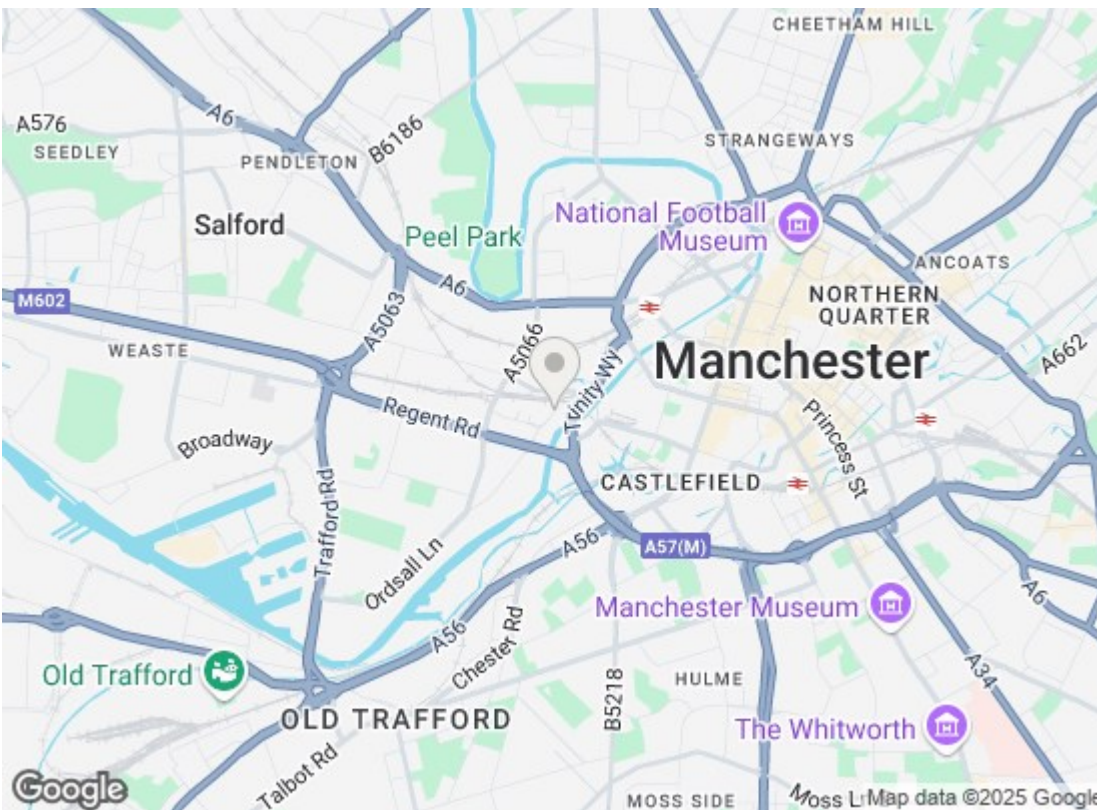 CHEETHAM HILL
A6
A576
SEEDLEY
B6186
PENDLETON
STRANGEWAYS
Salford
National Football
Museum
Peel Park
A6
ANCOATS
M602
A5063
NORTHERN
QUARTER
WEASTE
A5066
Trinity Wy
Manchester
A662
Regent Rd
Princess St
Broadway
CASTLEFIELD
Trafford Rd
A56
A57(M)
Ordsall Ln
Manchester Museum
A6
A56
Chester Rd
Old Trafford
A34
HULME
B5218
OLD TRAFFORD
The Whitworth
Talbot Rd
Google
MOSS SIDE
Moss L
Map data ©2025 Google